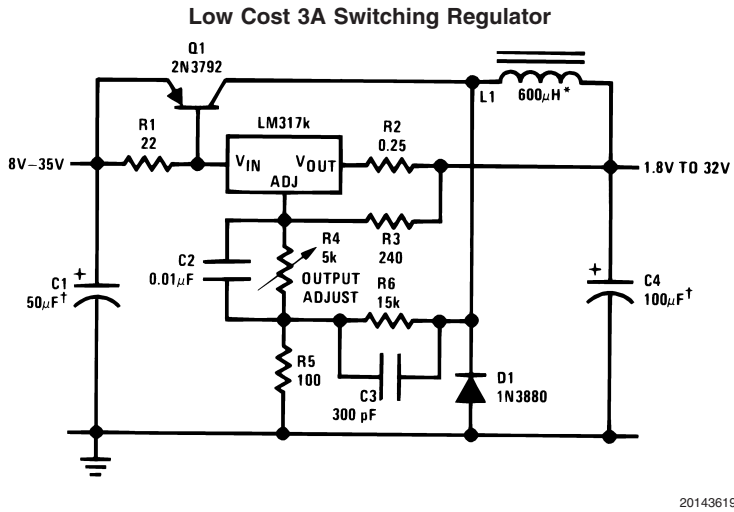 Low Cost 3A Switching Regulator
Q1
2N3792
L1
600μH*
R1
22
LM317k
R2
0.25
8V–35V
VIN
VOUT
ADJ
1.8V TO 32V
R3
240
R4
5k
OUTPUT
ADJUST
C2
0.01μF
R6
15k
C1
50μF†
+
C4
100μF†
+
R5
100
C3
300 pF
D1
1N3880
20143619